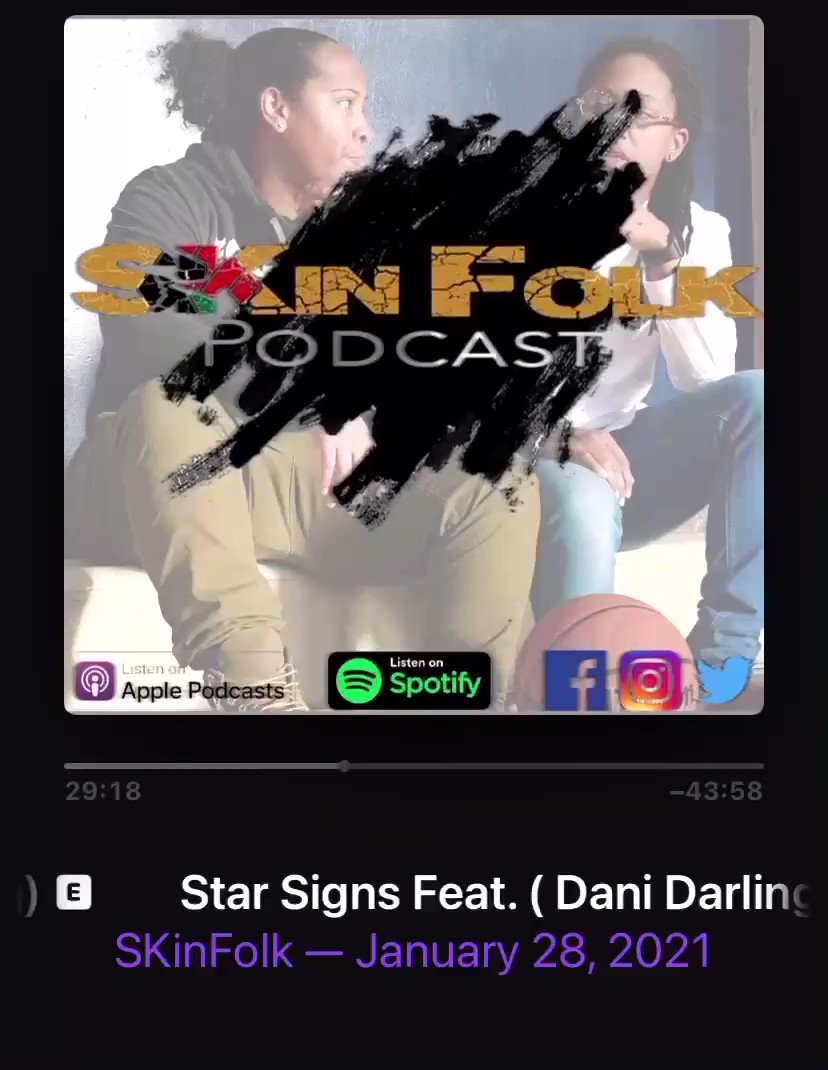 SKin Folk
Podcast
Listen on
Apple Podcasts
Listen on
Spotify
29:18
–43:58
) E Star Signs Feat. ( Dani Darling
SKinFolk — January 28, 2021